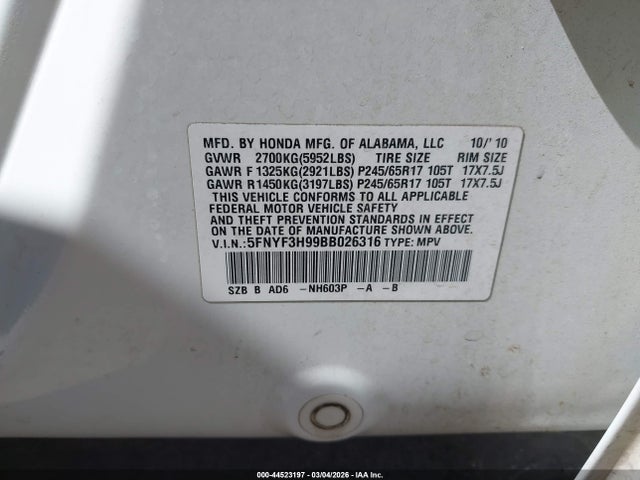 MFD. BY HONDA MFG. OF ALABAMA, LLC 10/'10
GVWR 2700KG(5952LBS) TIRE SIZE RIM SIZE
GAWR F 1325KG(2921LBS) P245/65R17 105T 17X7.5J
GAWR R1450KG(3197LBS) P245/65R17 105T 17X7.5J
THIS VEHICLE CONFORMS TO ALL APPLICABLE
FEDERAL MOTOR VEHICLE SAFETY
AND THEFT PREVENTION STANDARDS IN EFFECT
ON THE DATE OF MANUFACTURE SHOWN ABOVE.
V.I.N.:5FNYF3H99BB026316 TYPE: MPV
SZB B AD6 -NH603P -A -B
000-44523197 - 03/04/2026 - IAA Inc.